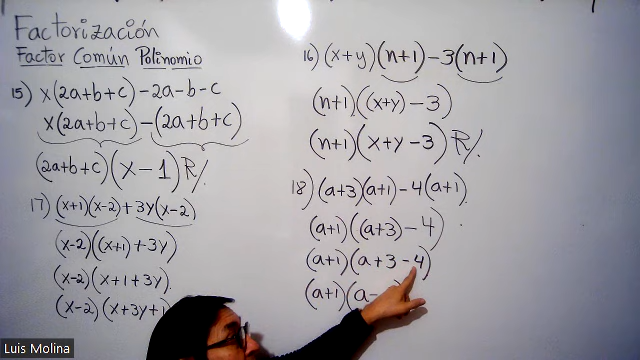 Factorización
Factor Común Polinomio
15) x(2a+b+c)-2a-b-c
x(2a+b+c)-(2a+b+c)
(2a+b+c)(x-1) R/.
17) (x+1)(x-2)+3y(x-2)
(x-2)((x+1)+3y)
(x-2)(x+1+3y).
(x-2)(x+3y+1)
16) (x+y)(n+1)-3(n+1)
(n+1)((x+y)-3)
(n+1)(x+y-3) R/.
18) (a+3)(a+1)-4(a+1).
(a+1)((a+3)-4)
(a+1)(a+3-4)
(a+1)(a-
Luis Molina